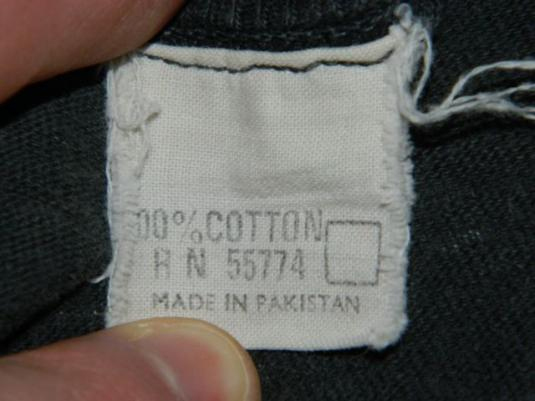 00% COTTON
R N 55774
MADE IN PAKISTAN